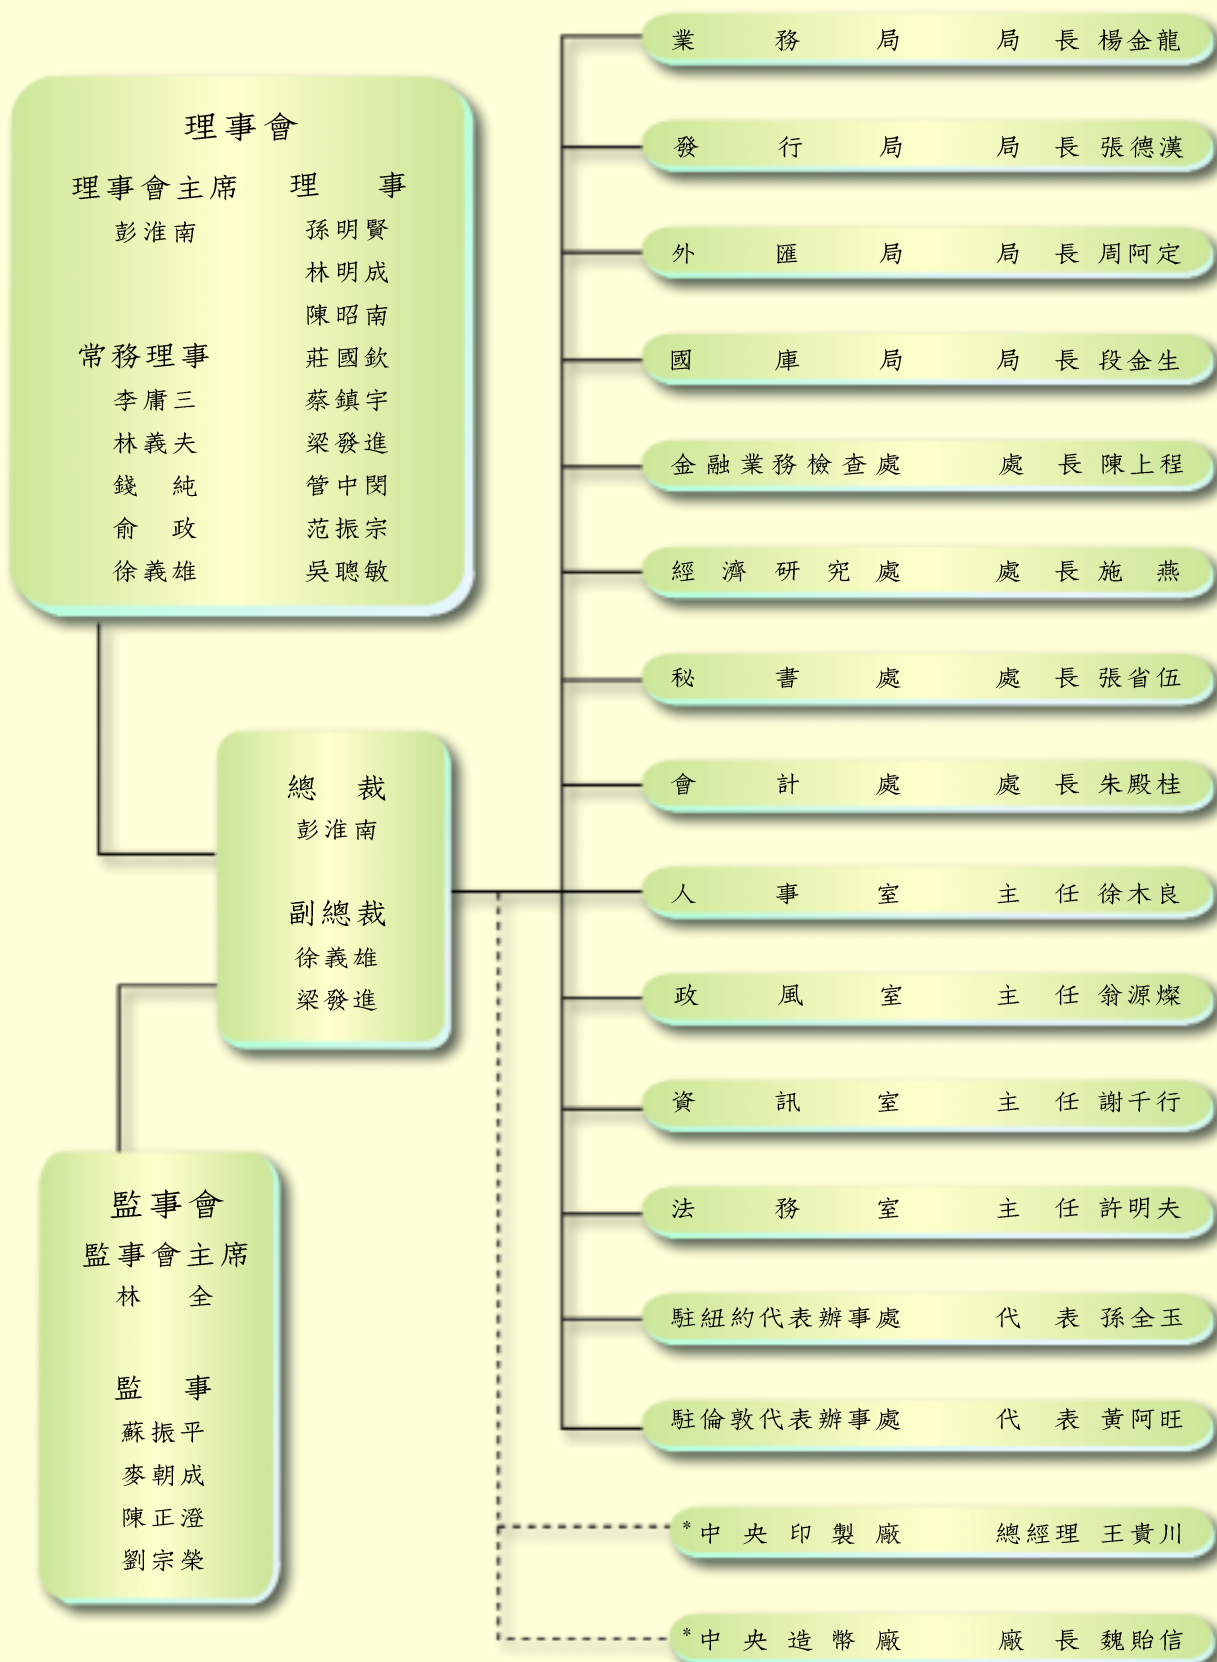 理事會
理事會主席 理 事
彭淮南 孫明賢
林明成
陳昭南
常務理事 莊國欽
李庸三 蔡鎮宇
林義夫 梁發進
錢 純 管中閔
俞 政 范振宗
徐義雄 吳聰敏
總 裁
彭淮南
副總裁
徐義雄
梁發進
監事會
監事會主席
林 全
監 事
蘇振平
麥朝成
陳正澄
劉宗榮
業務局 局長 楊金龍
發行局 局長 張德漢
外匯局 局長 周阿定
國庫局 局長 段金生
金融業務檢查處 處長 陳上程
經濟研究處 處長 施 燕
秘書處 處長 張省伍
會計處 處長 朱殿桂
人事室 主任 徐木良
政風室 主任 翁源燦
資訊室 主任 謝千行
法務室 主任 許明夫
駐紐約代表辦事處 代表 孫全玉
駐倫敦代表辦事處 代表 黃阿旺
*中央印製廠 總經理 王貴川
*中央造幣廠 廠長 魏貽信